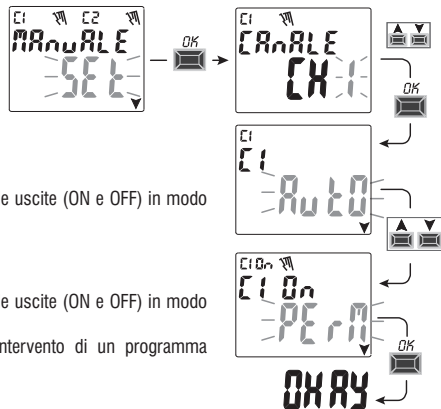 C1 C2
MAnuALE
SEt
OK
C1
CAnALE
CH 1
OK
C1
C1
AutO
e uscite (ON e OFF) in modo
C1On
C1 On
PErM
e uscite (ON e OFF) in modo
ntervento di un programma
OK
OKAY